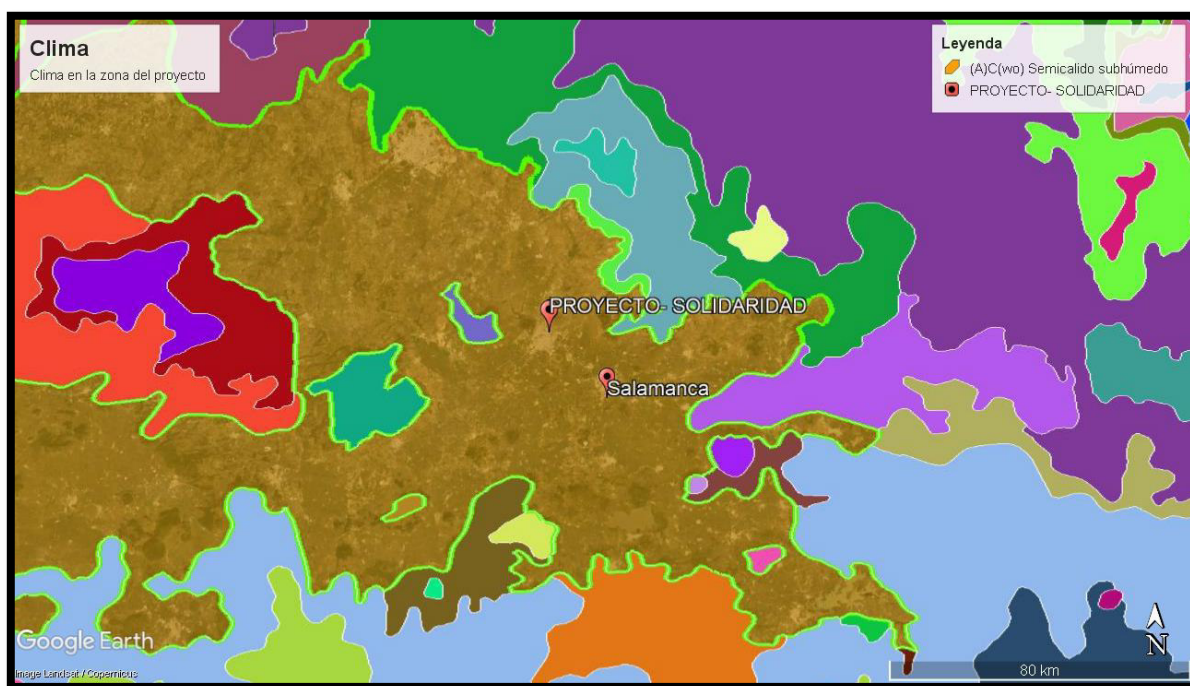 Clima
Clima en la zona del proyecto
Leyenda
(A)C(wo) Semicalido subhúmedo
PROYECTO- SOLIDARIDAD
PROYECTO- SOLIDARIDAD
Salamanca
Google Earth
Image Landsat / Copernicus
N
80 km